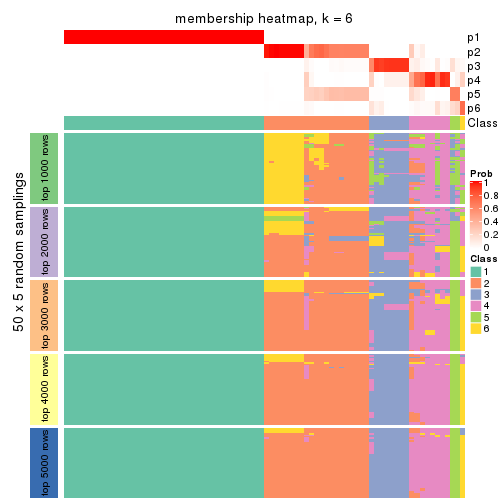 membership heatmap, k = 6
p1
p2
p3
p4
p5
p6
Class
50 x 5 random samplings
top 1000 rows
top 2000 rows
top 3000 rows
top 4000 rows
top 5000 rows
Prob
1
0.8
0.6
0.4
0.2
0
Class
1
2
3
4
5
6